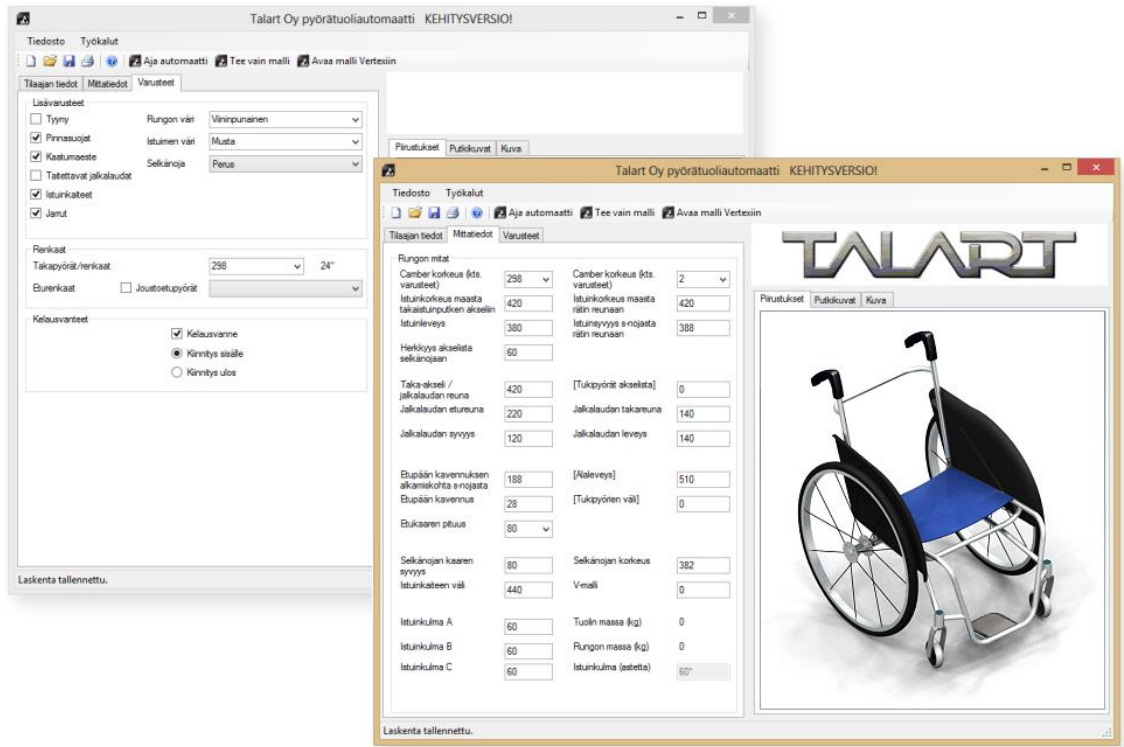 Talart Oy pyörätuoliautomaatti KEHITYSVERSIO!
Tiedosto Työkalut
Aja automaatti Tee vain malli Avaa malli Vertexiin
Tilaajan tiedot Mittatiedot Varusteet
Lisävarusteet
Tyyny Rungon väri Viininpunainen
Pinnasuojat Istuimen väri Musta
Kaatumaeste Selkänoja Perus
Taitettavat jalkalaudat
Istuinkaiteet
Jarrut
Renkaat
Takapyörät/renkaat 298 24"
Eturenkaat Joustoetupyörät
Kelausvanteet
Kelausvanne
Kiinnitys sisälle
Kiinnitys ulos
Piirustukset Putkikuvat Kuva
Laskenta tallennettu.
Talart Oy pyörätuoliautomaatti KEHITYSVERSIO!
Tiedosto Työkalut
Aja automaatti Tee vain malli Avaa malli Vertexiin
Tilaajan tiedot Mittatiedot Varusteet
Rungon mitat
Camber korkeus (kts. varusteet) 298 Camber korkeus (kts. varusteet) 2
Istuinkorkeus maasta takaistuinputken akseliin 420 Istuinkorkeus maasta rätin reunaan 420
Istuinleveys 380 Istuinsyvyys s-nojasta rätin reunaan 388
Herkkyys akselista selkänojaan 60
Taka-akseli / jalkalaudan reuna 420 [Tukipyörät akselista] 0
Jalkalaudan etureuna 220 Jalkalaudan takareuna 140
Jalkalaudan syvyys 120 Jalkalaudan leveys 140
Etupään kavennuksen alkamiskohta s-nojasta 188 [Alaleveys] 510
Etupään kavennus 28 [Tukipyörien väli] 0
Etukaaren pituus 80
Selkänojan kaaren syvyys 80 Selkänojan korkeus 382
Istuinkaiteen väli 440 V-malli 0
Istuinkulma A 60 Tuolin massa (kg) 0
Istuinkulma B 60 Rungon massa (kg) 0
Istuinkulma C 60 Istuinkulma (astetta) 60°
TALART
Piirustukset Putkikuvat Kuva
Laskenta tallennettu.